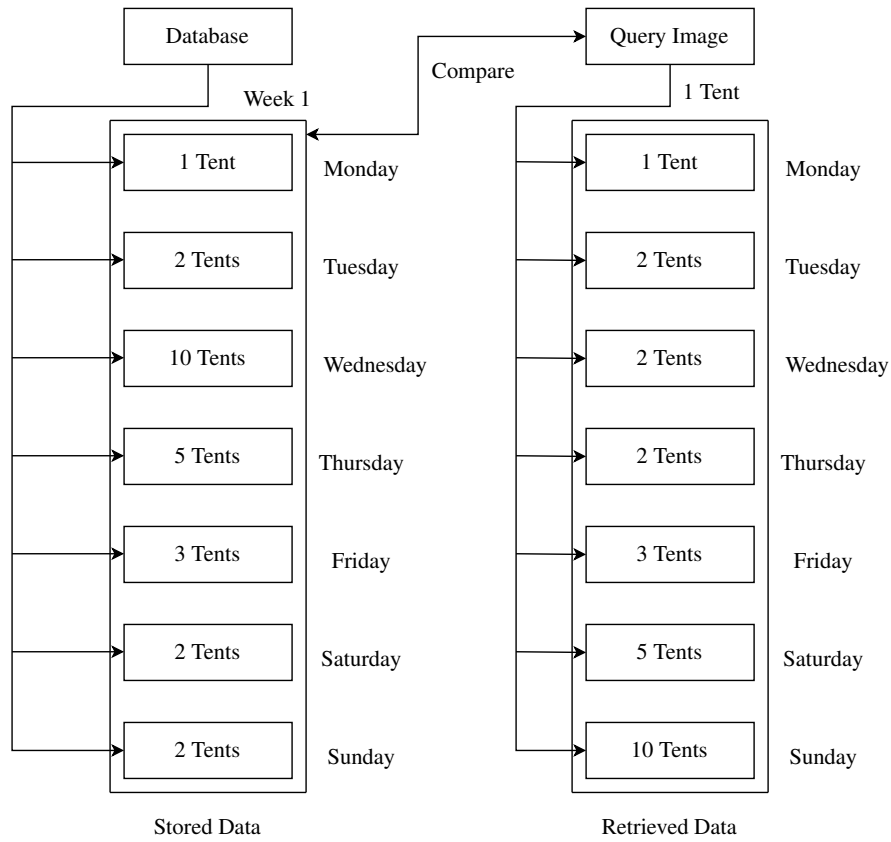 Database
Query Image
Compare
Week 1
1 Tent
1 Tent
Monday
2 Tents
Tuesday
10 Tents
Wednesday
5 Tents
Thursday
3 Tents
Friday
2 Tents
Saturday
2 Tents
Sunday
Stored Data
1 Tent
Monday
2 Tents
Tuesday
2 Tents
Wednesday
2 Tents
Thursday
3 Tents
Friday
5 Tents
Saturday
10 Tents
Sunday
Retrieved Data